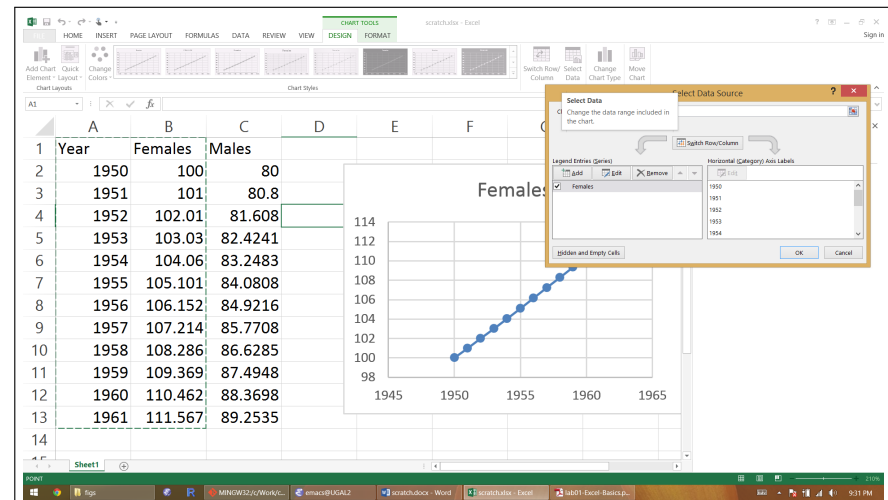 CHART TOOLS
scratch.xlsx - Excel
HOME INSERT PAGE LAYOUT FORMULAS DATA REVIEW VIEW DESIGN FORMAT
Sign in
Add Chart Element
Quick Layout
Change Colors
Switch Row/ Column
Select Data
Change Chart Type
Move Chart
Chart Layouts
Chart Styles
A1
fx
Select Data Source
Select Data
Change the data range included in
the chart.
Switch Row/Column
Legend Entries (Series)
Horizontal (Category) Axis Labels
Add Edit Remove
Edit
Females
1950
1951
1952
1953
1954
Hidden and Empty Cells
OK Cancel
A B C D E F
1 Year Females Males
2 1950 100 80
3 1951 101 80.8
4 1952 102.01 81.608
5 1953 103.03 82.4241
6 1954 104.06 83.2483
7 1955 105.101 84.0808
8 1956 106.152 84.9216
9 1957 107.214 85.7708
10 1958 108.286 86.6285
11 1959 109.369 87.4948
12 1960 110.462 88.3698
13 1961 111.567 89.2535
14
Females
114
112
110
108
106
104
102
100
98
1945 1950 1955 1960 1965
Sheet1
POINT
210%
figs
MINGW32:/c/Work/c...
emacs@UGAL2
scratch.docx - Word
scratch.xlsx - Excel
lab01-Excel-Basics.p...
9:31 PM